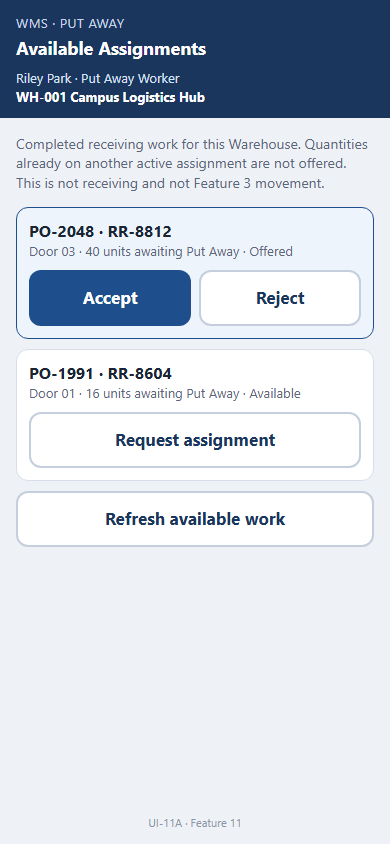 WMS · PUT AWAY
Available Assignments
Riley Park · Put Away Worker
WH-001 Campus Logistics Hub
Completed receiving work for this Warehouse. Quantities
already on another active assignment are not offered.
This is not receiving and not Feature 3 movement.
PO-2048 · RR-8812
Door 03 · 40 units awaiting Put Away · Offered
Accept
Reject
PO-1991 · RR-8604
Door 01 · 16 units awaiting Put Away · Available
Request assignment
Refresh available work
UI-11A · Feature 11